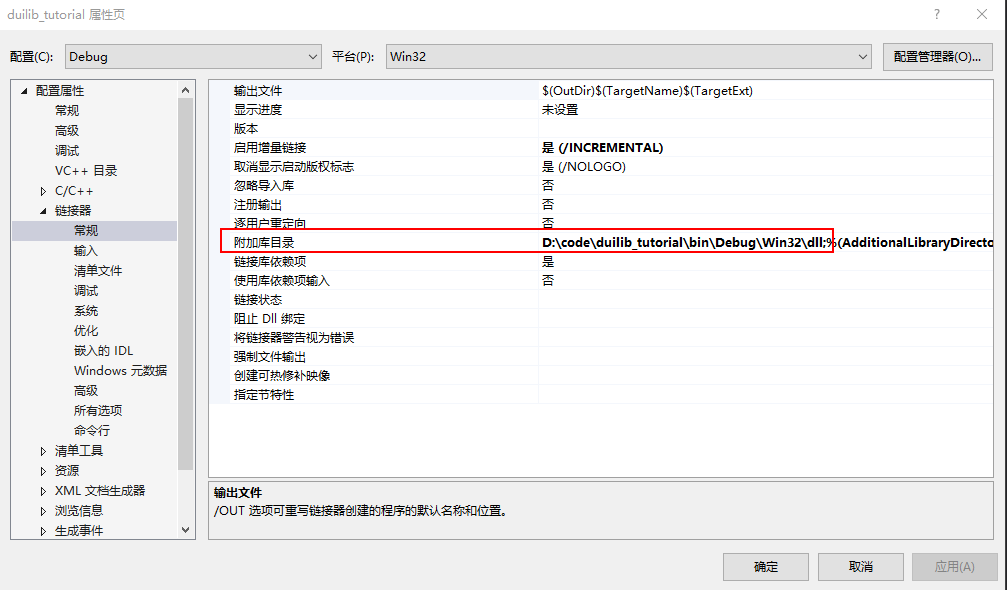 duilib_tutorial 属性页
?
配置(C): Debug 平台(P): Win32 配置管理器(O)...
配置属性
常规
高级
调试
VC++ 目录
C/C++
链接器
常规
输入
清单文件
调试
系统
优化
嵌入的 IDL
Windows 元数据
高级
所有选项
命令行
清单工具
资源
XML 文档生成器
浏览信息
生成事件
输出文件 $(OutDir)$(TargetName)$(TargetExt)
显示进度 未设置
版本
启用增量链接 是 (/INCREMENTAL)
取消显示启动版权标志 是 (/NOLOGO)
忽略导入库 否
注册输出 否
逐用户重定向 否
附加库目录 D:\code\duilib_tutorial\bin\Debug\Win32\dll;%(AdditionalLibraryDirecto
链接库依赖项 是
使用库依赖项输入 否
链接状态
阻止 Dll 绑定
将链接器警告视为错误
强制文件输出
创建可热修补映像
指定节特性
输出文件
/OUT 选项可重写链接器创建的程序的默认名称和位置。
确定 取消 应用(A)